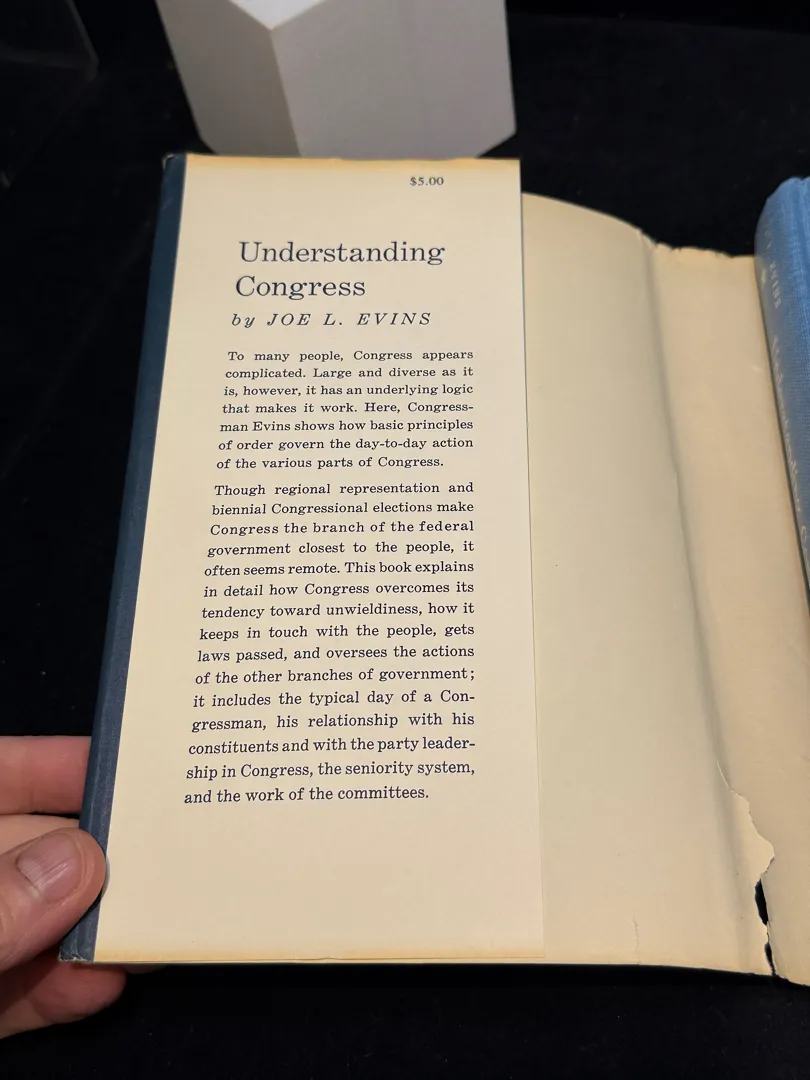 $5.00
Understanding
Congress
by JOE L. EVINS
To many people, Congress appears
complicated. Large and diverse as it
is, however, it has an underlying logic
that makes it work. Here, Congress-
man Evins shows how basic principles
of order govern the day-to-day action
of the various parts of Congress.
Though regional representation and
biennial Congressional elections make
Congress the branch of the federal
government closest to the people, it
often seems remote. This book explains
in detail how Congress overcomes its
tendency toward unwieldiness, how it
keeps in touch with the people, gets
laws passed, and oversees the actions
of the other branches of government;
it includes the typical day of a Con-
gressman, his relationship with his
constituents and with the party leader-
ship in Congress, the seniority system,
and the work of the committees.
EVINS